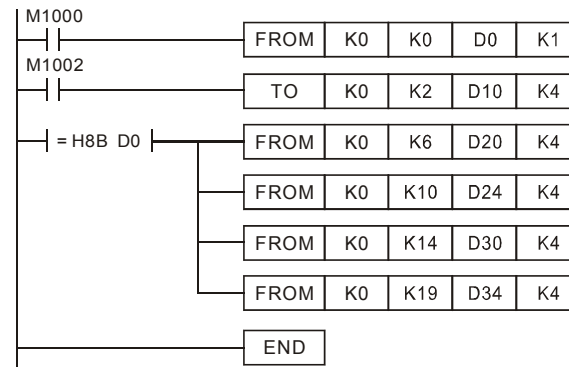 M1000
FROM K0 K0 D0 K1
M1002
TO K0 K2 D10 K4
= H8B D0 FROM K0 K6 D20 K4
FROM K0 K10 D24 K4
FROM K0 K14 D30 K4
FROM K0 K19 D34 K4
END